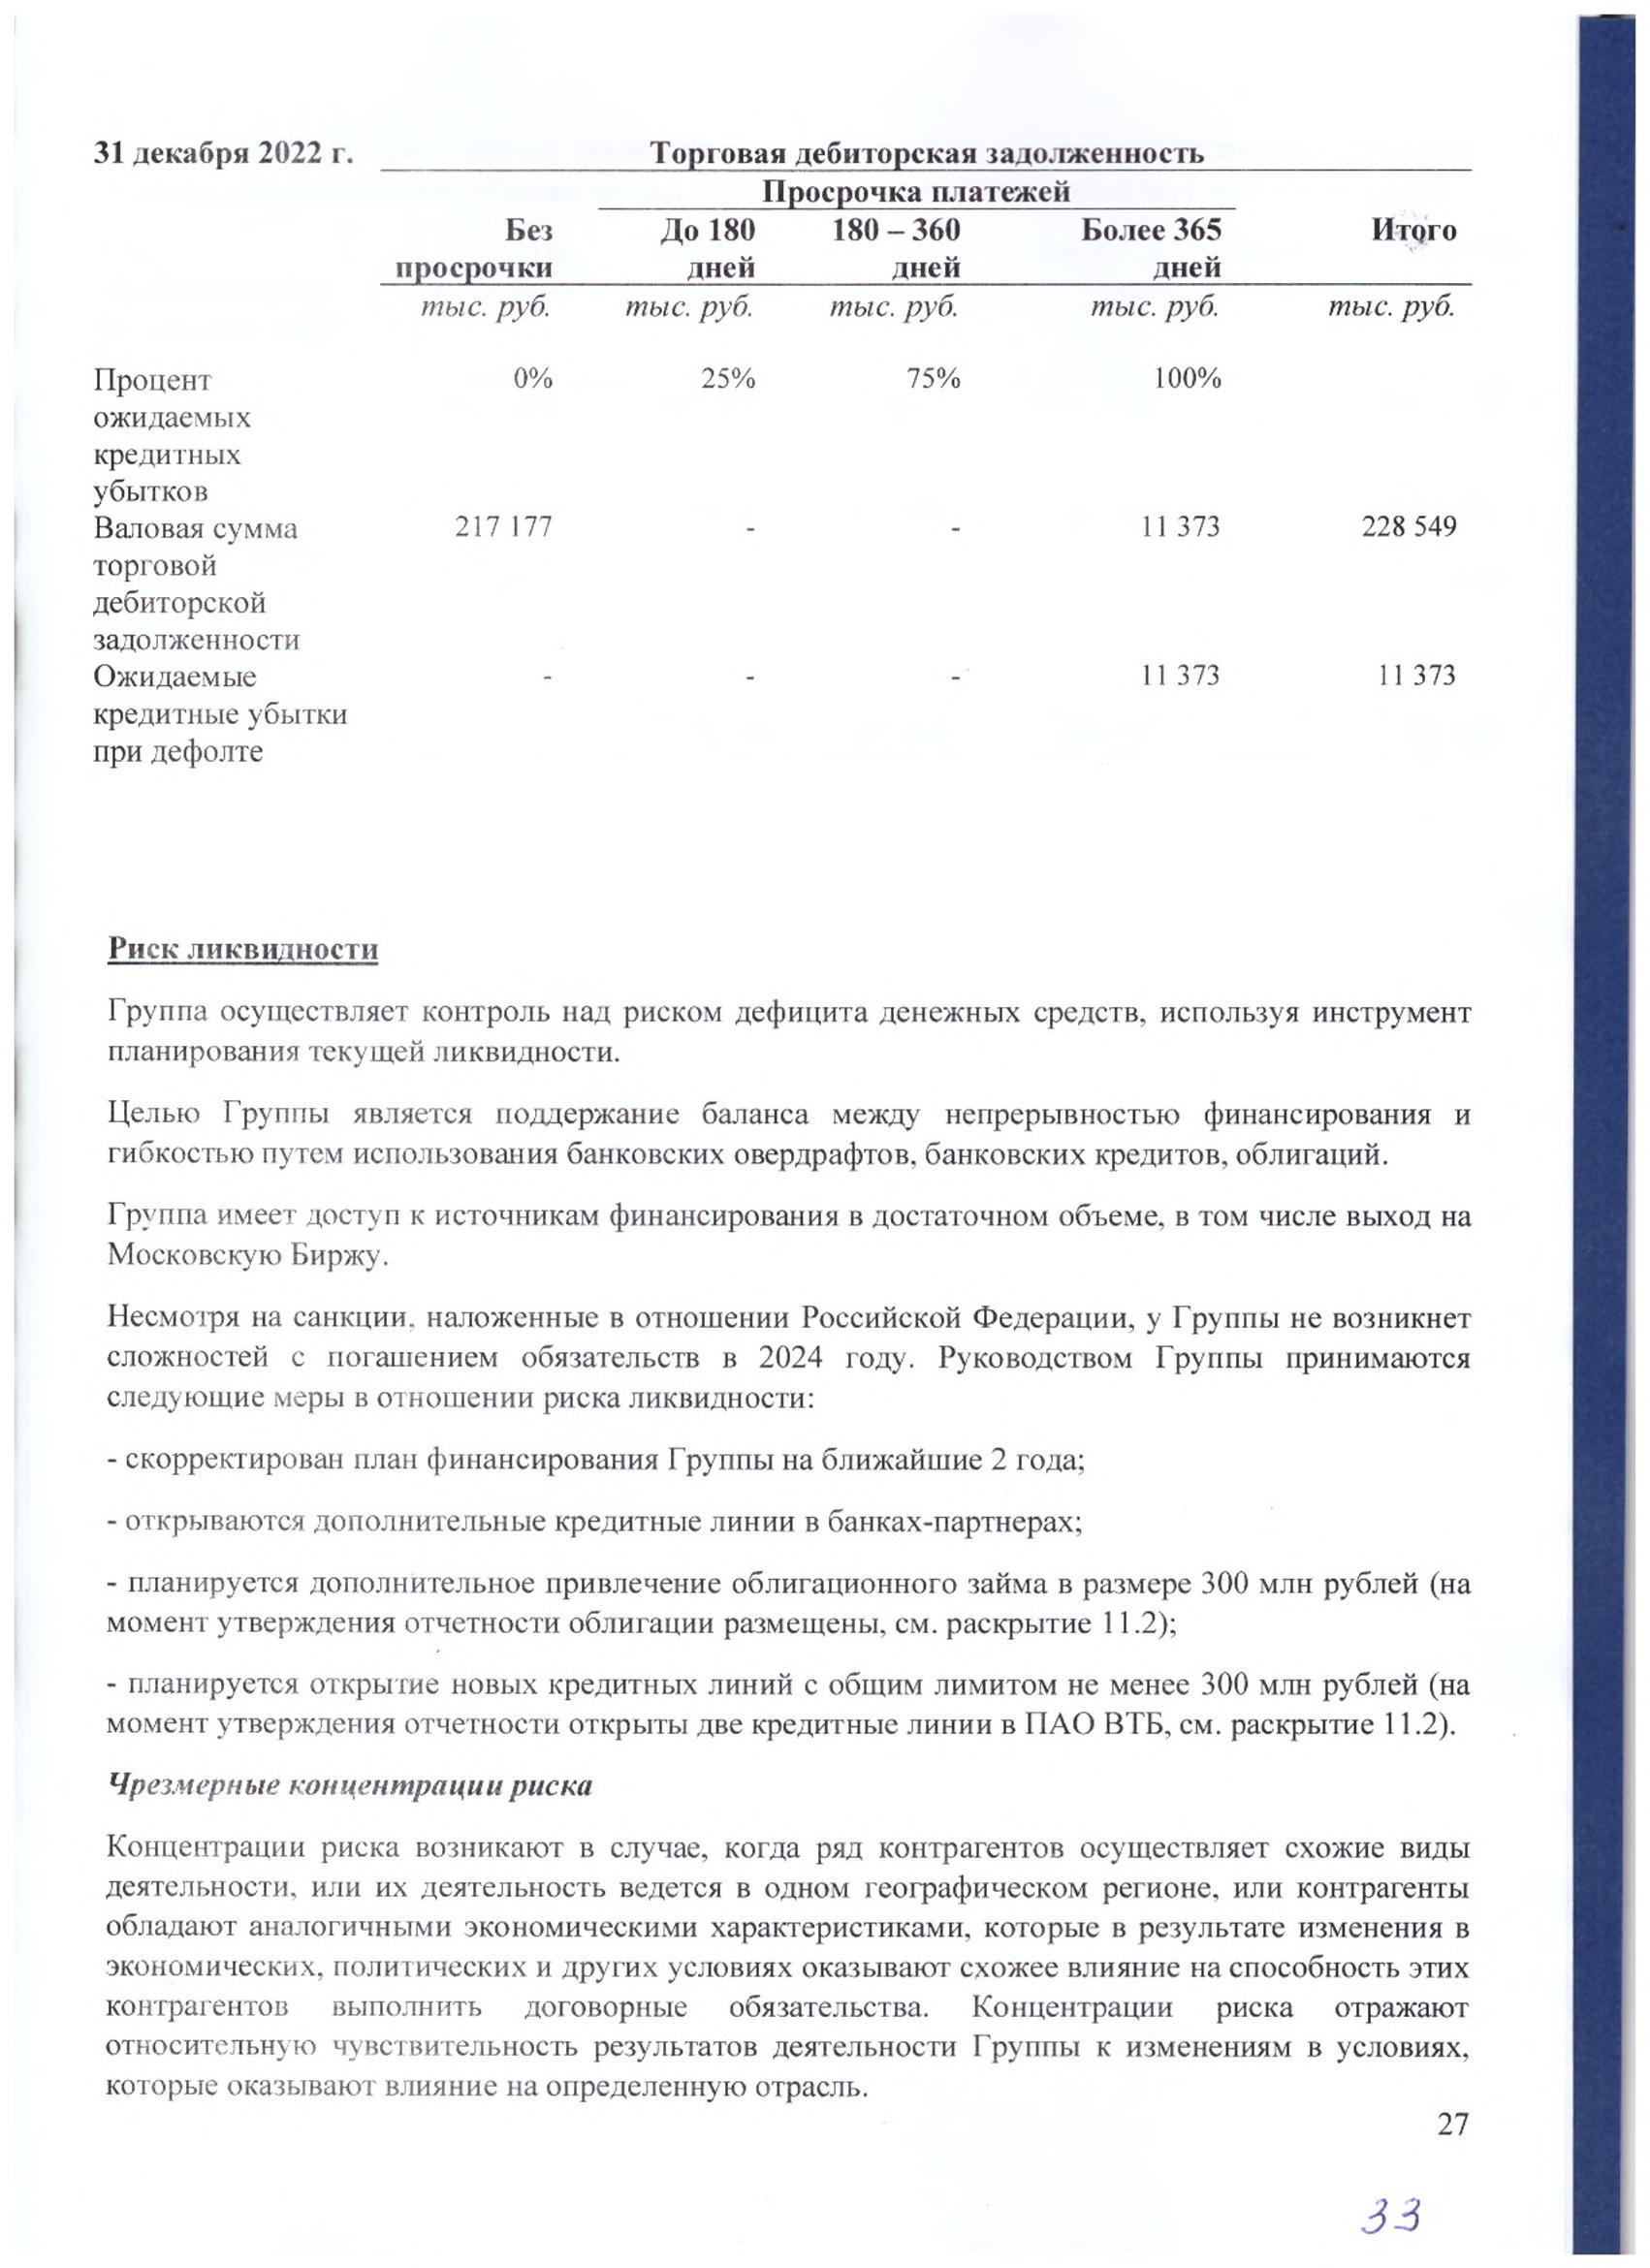 31 декабря 2022 г. Торговая дебиторская задолженность
Просрочка платежей
Без До 180 180 – 360 Более 365 Итого
просрочки дней дней дней
тыс. руб. тыс. руб. тыс. руб. тыс. руб. тыс. руб.
Процент 0% 25% 75% 100%
ожидаемых
кредитных
убытков
Валовая сумма 217 177 - - 11 373 228 549
торговой
дебиторской
задолженности
Ожидаемые - - - 11 373 11 373
кредитные убытки
при дефолте
Риск ликвидности
Группа осуществляет контроль над риском дефицита денежных средств, используя инструмент
планирования текущей ликвидности.
Целью Группы является поддержание баланса между непрерывностью финансирования и
гибкостью путем использования банковских овердрафтов, банковских кредитов, облигаций.
Группа имеет доступ к источникам финансирования в достаточном объеме, в том числе выход на
Московскую Биржу.
Несмотря на санкции, наложенные в отношении Российской Федерации, у Группы не возникнет
сложностей с погашением обязательств в 2024 году. Руководством Группы принимаются
следующие меры в отношении риска ликвидности:
- скорректирован план финансирования Группы на ближайшие 2 года;
- открываются дополнительные кредитные линии в банках-партнерах;
- планируется дополнительное привлечение облигационного займа в размере 300 млн рублей (на
момент утверждения отчетности облигации размещены, см. раскрытие 11.2);
- планируется открытие новых кредитных линий с общим лимитом не менее 300 млн рублей (на
момент утверждения отчетности открыты две кредитные линии в ПАО ВТБ, см. раскрытие 11.2).
Чрезмерные концентрации риска
Концентрации риска возникают в случае, когда ряд контрагентов осуществляет схожие виды
деятельности, или их деятельность ведется в одном географическом регионе, или контрагенты
обладают аналогичными экономическими характеристиками, которые в результате изменения в
экономических, политических и других условиях оказывают схожее влияние на способность этих
контрагентов выполнить договорные обязательства. Концентрации риска отражают
относительную чувствительность результатов деятельности Группы к изменениям в условиях,
которые оказывают влияние на определенную отрасль.
27
33